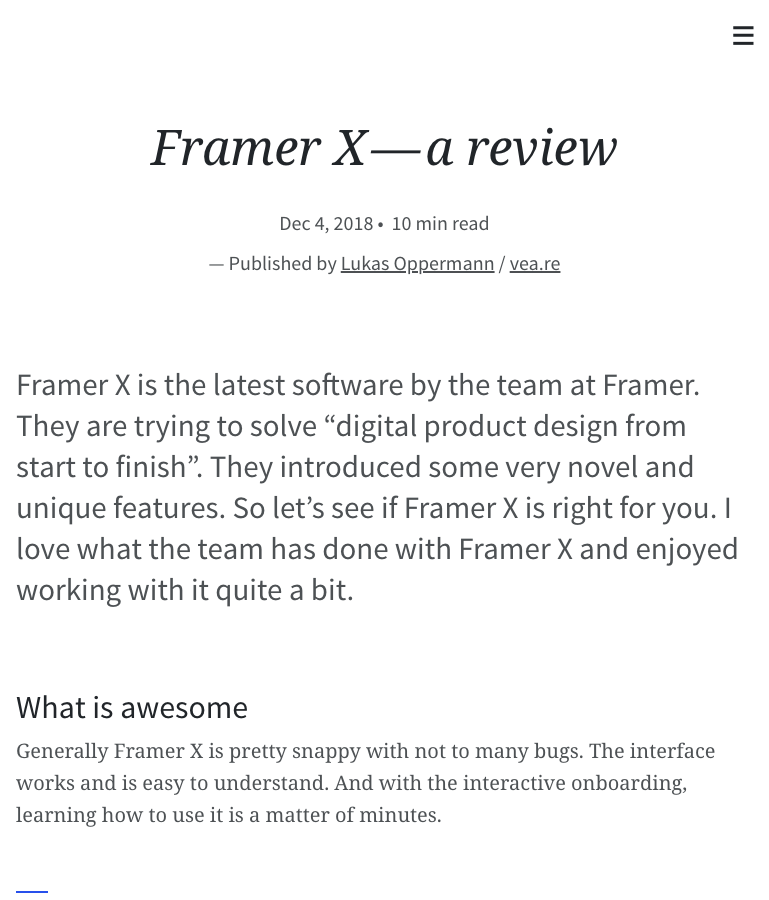 Framer X — a review
Dec 4, 2018 • 10 min read
— Published by Lukas Oppermann / vea.re
Framer X is the latest software by the team at Framer.
They are trying to solve “digital product design from
start to finish”. They introduced some very novel and
unique features. So let’s see if Framer X is right for you. I
love what the team has done with Framer X and enjoyed
working with it quite a bit.
What is awesome
Generally Framer X is pretty snappy with not to many bugs. The interface
works and is easy to understand. And with the interactive onboarding,
learning how to use it is a matter of minutes.